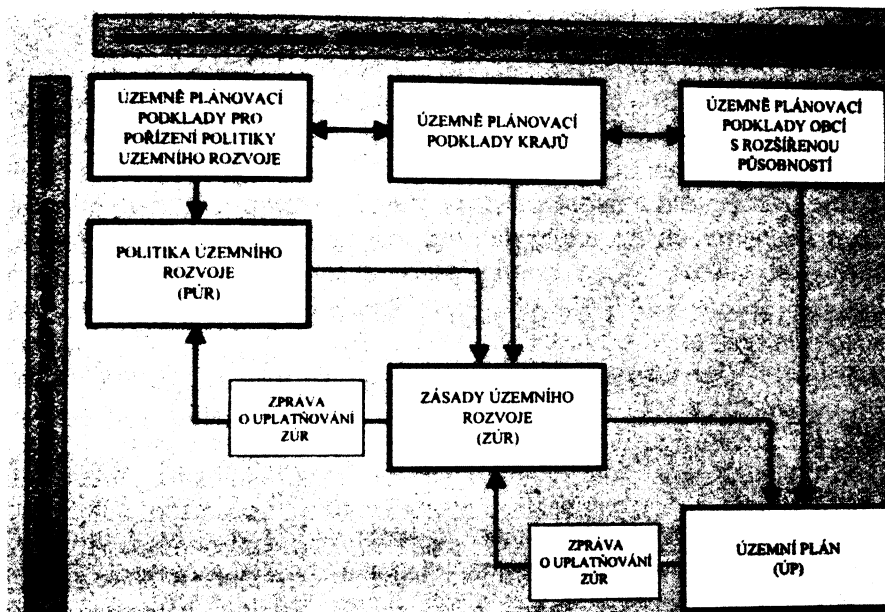 ÚZEMNĚ PLÁNOVACÍ
PODKLADY PRO
POŘÍZENÍ POLITIKY
UZEMNÍHO ROZVOJE
ÚZEMNĚ PLÁNOVACÍ
PODKLADY KRAJŮ
ÚZEMNĚ PLÁNOVACÍ
PODKLADY OBCÍ
S ROZŠÍŘENOU
PŮSOBNOSTÍ
POLITIKA ÚZEMNÍHO
ROZVOJE
(PÚR)
ZPRÁVA
O UPLATŇOVÁNÍ
ZÚR
ZÁSADY ÚZEMNÍHO
ROZVOJE
(ZÚR)
ZPRÁVA
O UPLATŇOVÁNÍ
ZÚR
ÚZEMNÍ PLÁN
(ÚP)